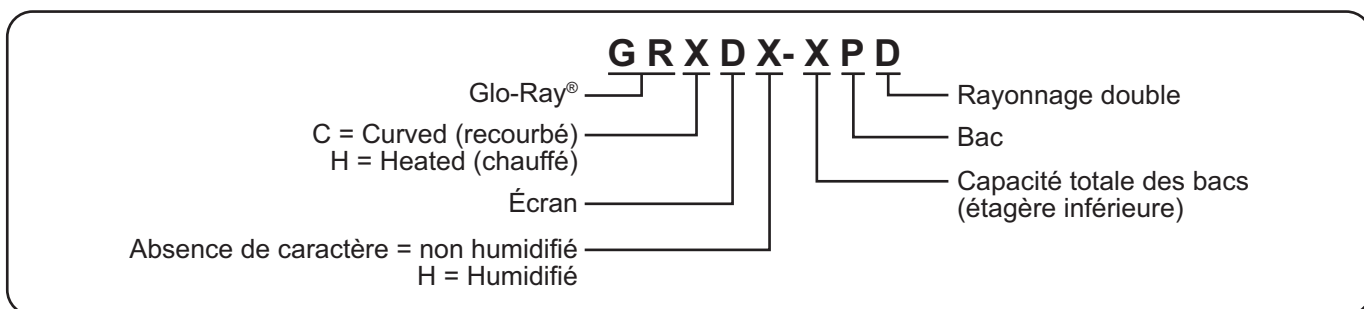 G R X D X- X P D
Glo-Ray®
C = Curved (recourbé)
H = Heated (chauffé)
Écran
Absence de caractère = non humidifié
H = Humidifié
Rayonnage double
Bac
Capacité totale des bacs
(étagère inférieure)